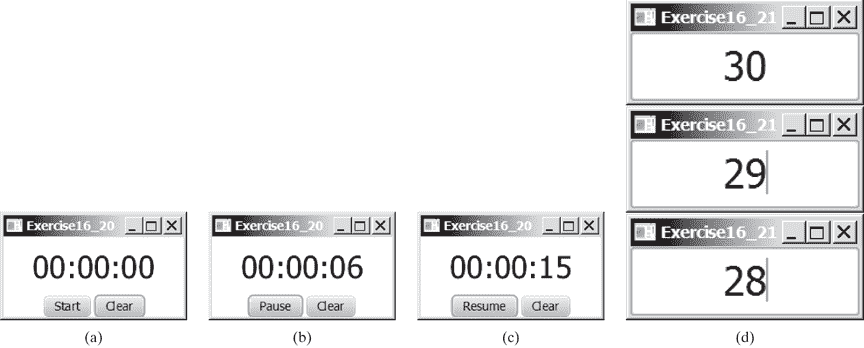 Exercise16_20
00:00:00
Start Clear
(a)
Exercise16_20
00:00:06
Pause Clear
(b)
Exercise16_20
00:00:15
Resume Clear
(c)
Exercise16_21
30
Exercise16_21
29
Exercise16_21
28
(d)